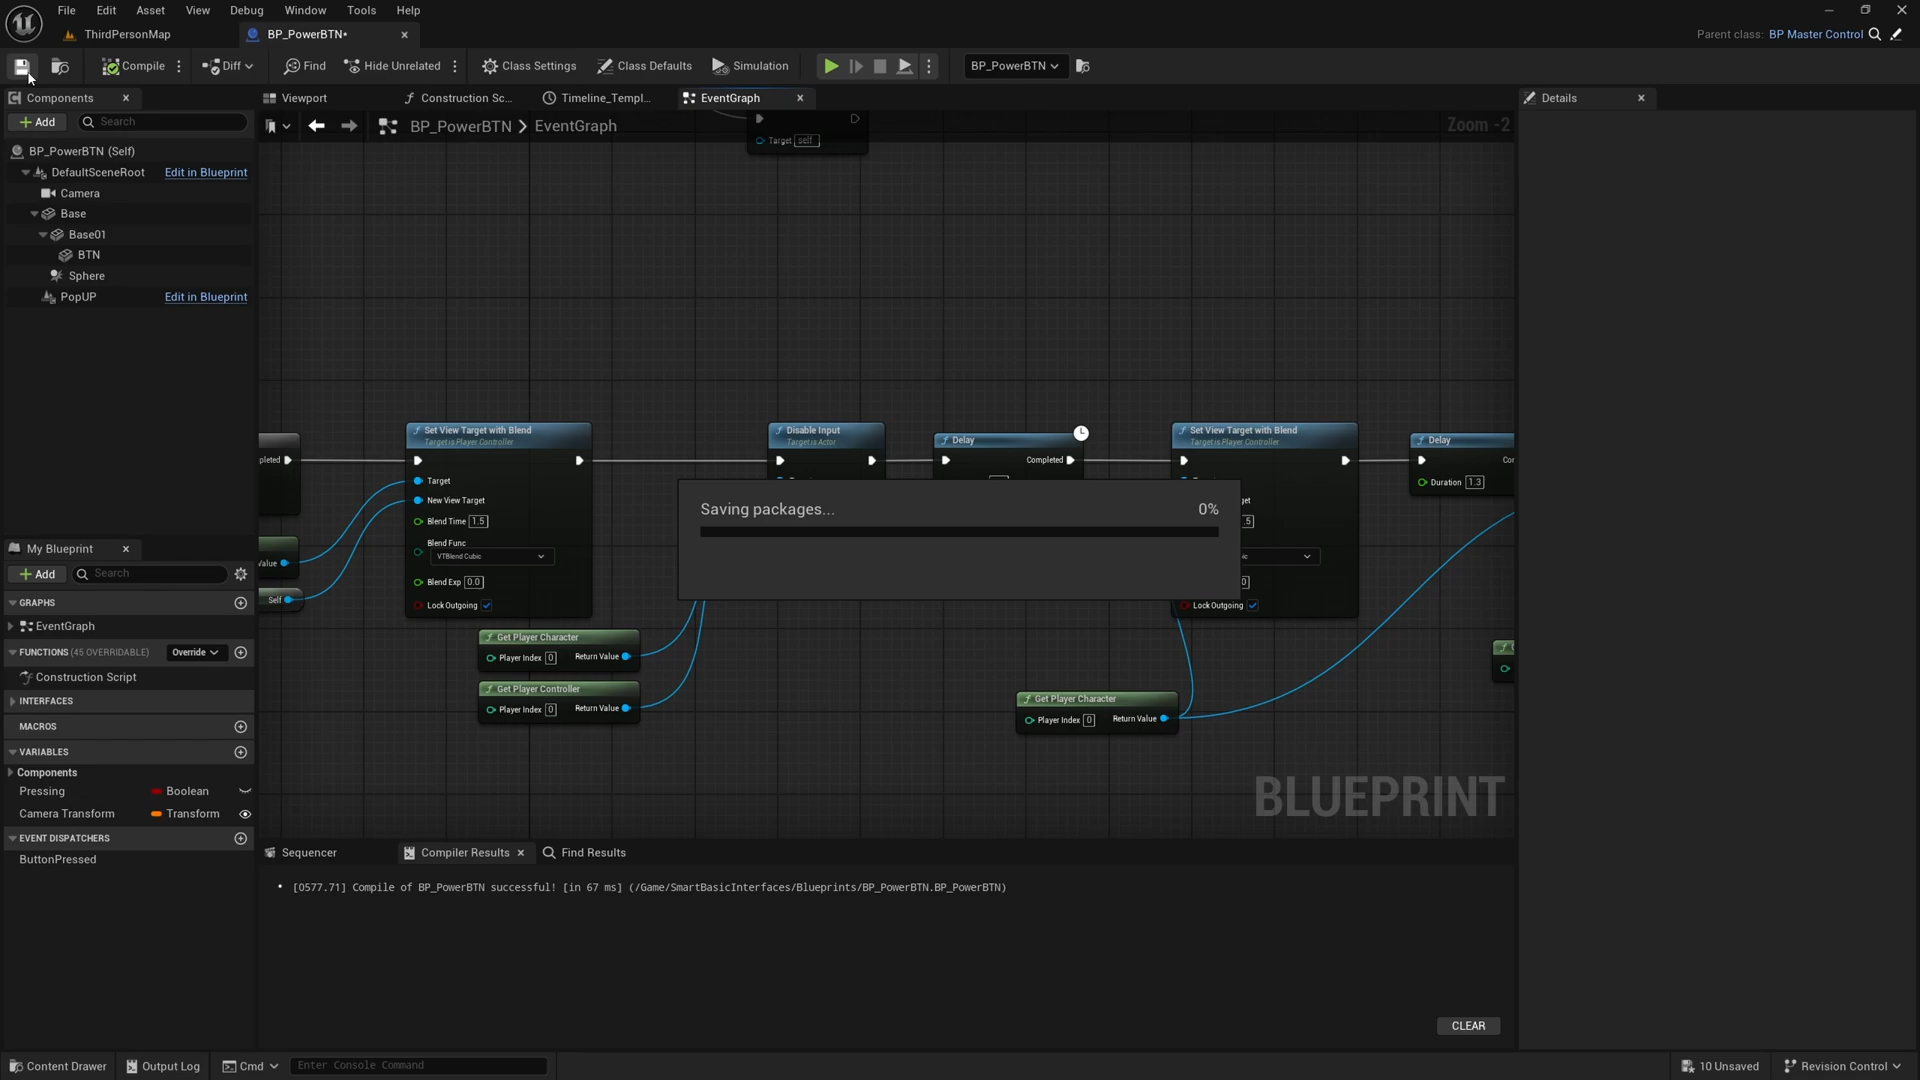 File Edit Asset View Debug Window Tools Help
ThirdPersonMap BP_PowerBTN•
Parent class: BP Master Control
Compile Diff Find Hide Unrelated Class Settings Class Defaults Simulation BP_PowerBTN
Components
Add Search
BP_PowerBTN (Self)
DefaultSceneRoot Edit in Blueprint
Camera
Base
Base01
BTN
Sphere
PopUP Edit in Blueprint
My Blueprint
Add Search
GRAPHS
EventGraph
FUNCTIONS (45 OVERRIDABLE) Override
Construction Script
INTERFACES
MACROS
VARIABLES
Components
Pressing Boolean
Camera Transform Transform
EVENT DISPATCHERS
ButtonPressed
Viewport Construction Sc... Timeline_Templ... EventGraph
BP_PowerBTN > EventGraph
Zoom -2
Target self
pleted
alue
Self
Set View Target with Blend
Target is Player Controller
Target
New View Target
Blend Time 1.5
Blend Func
VTBlend Cubic
Blend Exp 0.0
Lock Outgoing
Disable Input
Target is Actor
Delay
Completed
Set View Target with Blend
Target is Player Controller
get
.5
ic
0
Lock Outgoing
Delay
Co
Duration 1.3
Saving packages... 0%
Get Player Character
Player Index 0 Return Value
Get Player Controller
Player Index 0 Return Value
Get Player Character
Player Index 0 Return Value
BLUEPRINT
Sequencer Compiler Results Find Results
• [0577.71] Compile of BP_PowerBTN successful! [in 67 ms] (/Game/SmartBasicInterfaces/Blueprints/BP_PowerBTN.BP_PowerBTN)
CLEAR
Details
Content Drawer Output Log Cmd Enter Console Command
10 Unsaved Revision Control